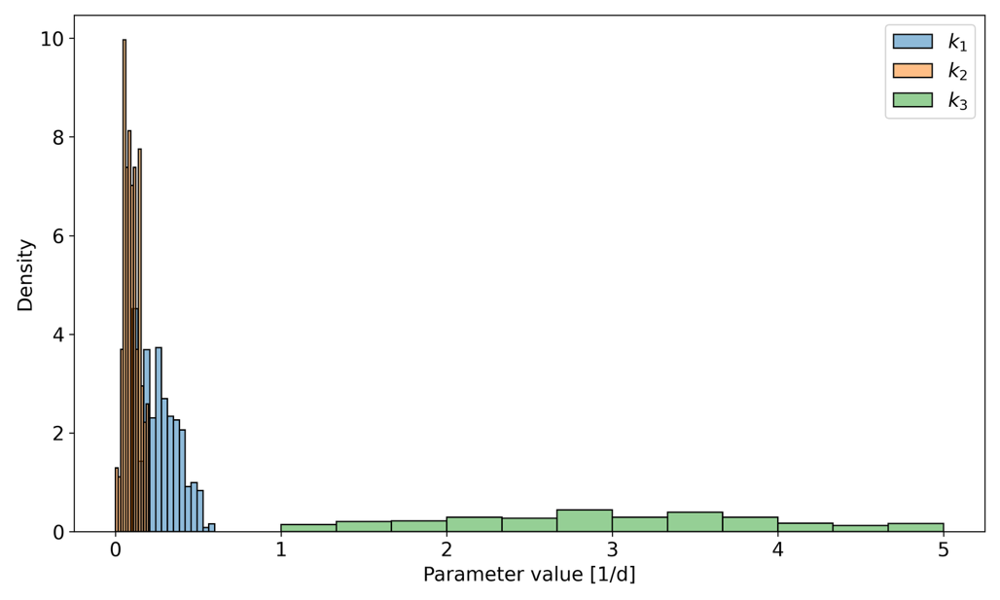 10
8
6
4
2
0
Density
0 1 2 3 4 5
Parameter value [1/d]
k₁
k₂
k₃